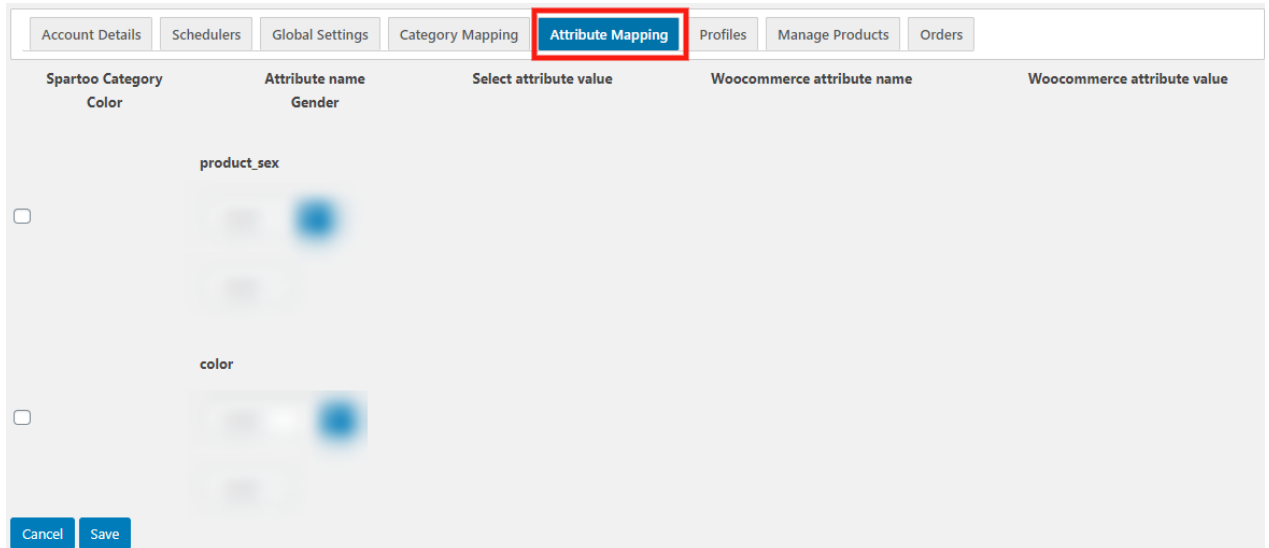 Account Details Schedulers Global Settings Category Mapping Attribute Mapping Profiles Manage Products Orders
Spartoo Category Attribute name Select attribute value Woocommerce attribute name Woocommerce attribute value
Color Gender
product_sex
color
Cancel Save